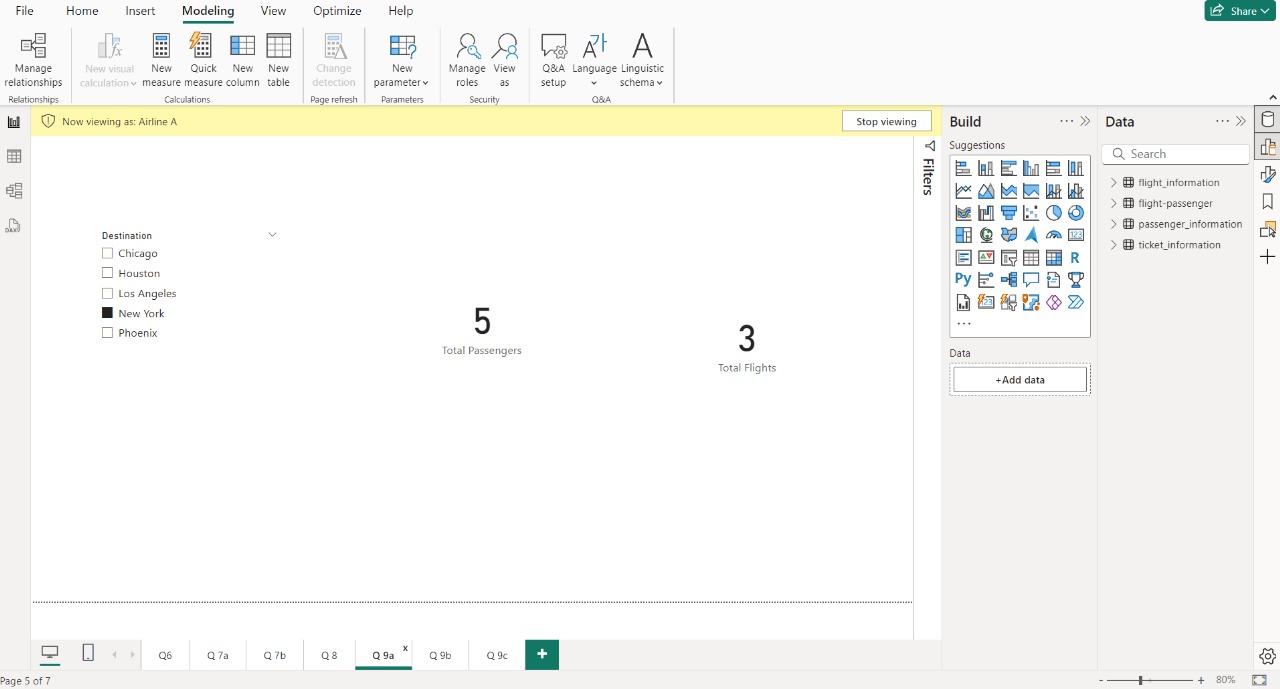 File Home Insert Modeling View Optimize Help Share
Manage relationships
New visual calculation
New measure
Quick measure
New column
New table
Change detection
New parameter
Manage roles
View as
Q&A setup
Language
Linguistic schema
Relationships Calculations Page refresh Parameters Security Q&A
Now viewing as: Airline A Stop viewing
Filters
Destination
Chicago
Houston
Los Angeles
New York
Phoenix
5
Total Passengers
3
Total Flights
Build
Suggestions
123
R
Py
123
...
Data
+Add data
Data
Search
flight_information
flight-passenger
passenger_information
ticket_information
DAX
Q6 Q 7a Q 7b Q 8 Q 9a x Q 9b Q 9c +
Page 5 of 7 - + 80%